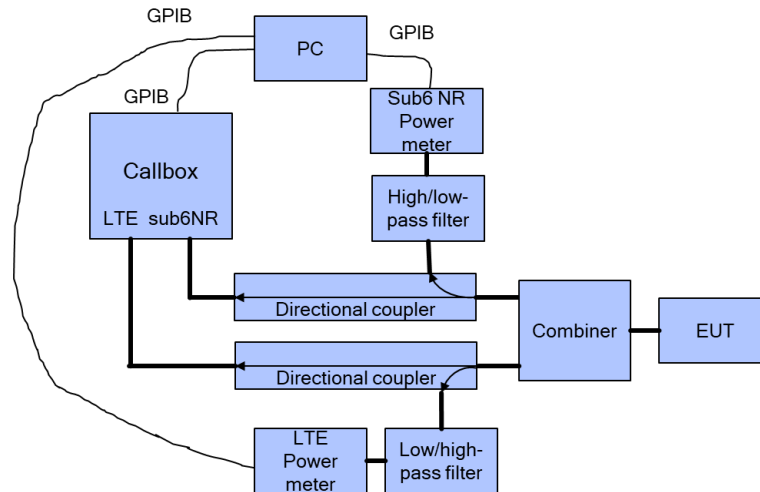 GPIB
PC
GPIB
GPIB
Sub6 NR
Power
meter
Callbox
LTE sub6NR
High/low-
pass filter
Directional coupler
Combiner
EUT
Directional coupler
LTE
Power
meter
Low/high-
pass filter